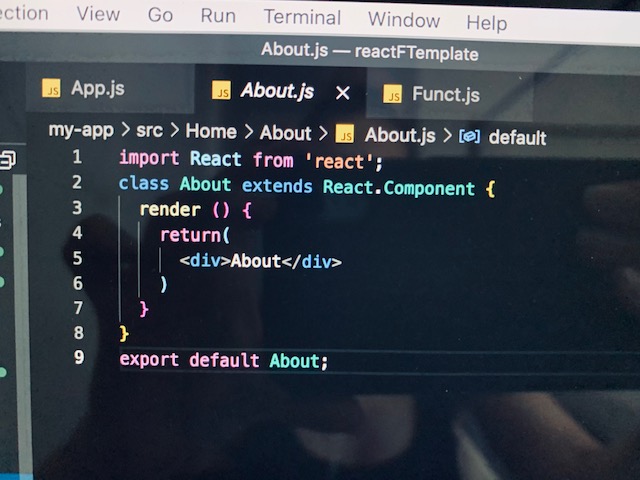 ection View Go Run Terminal Window Help
About.js — reactFTemplate
JS App.js JS About.js × JS Funct.js
my-app > src > Home > About > JS About.js > default
1 import React from 'react';
2 class About extends React.Component {
3 render () {
4 return(
5 <div>About</div>
6 )
7 }
8 }
9 export default About;